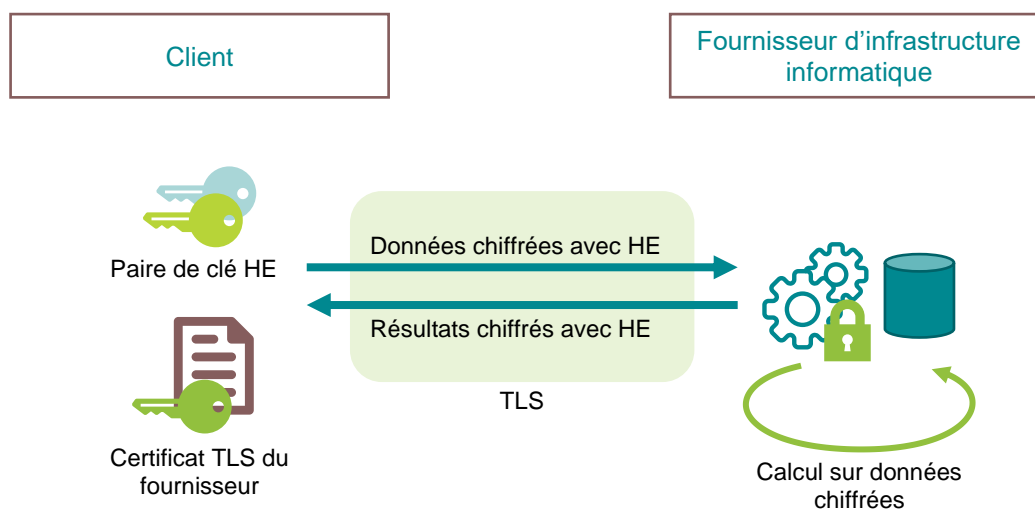 Client
Fournisseur d’infrastructure
informatique
Données chiffrées avec HE
Paire de clé HE
Résultats chiffrés avec HE
TLS
Certificat TLS du
fournisseur
Calcul sur données
chiffrées